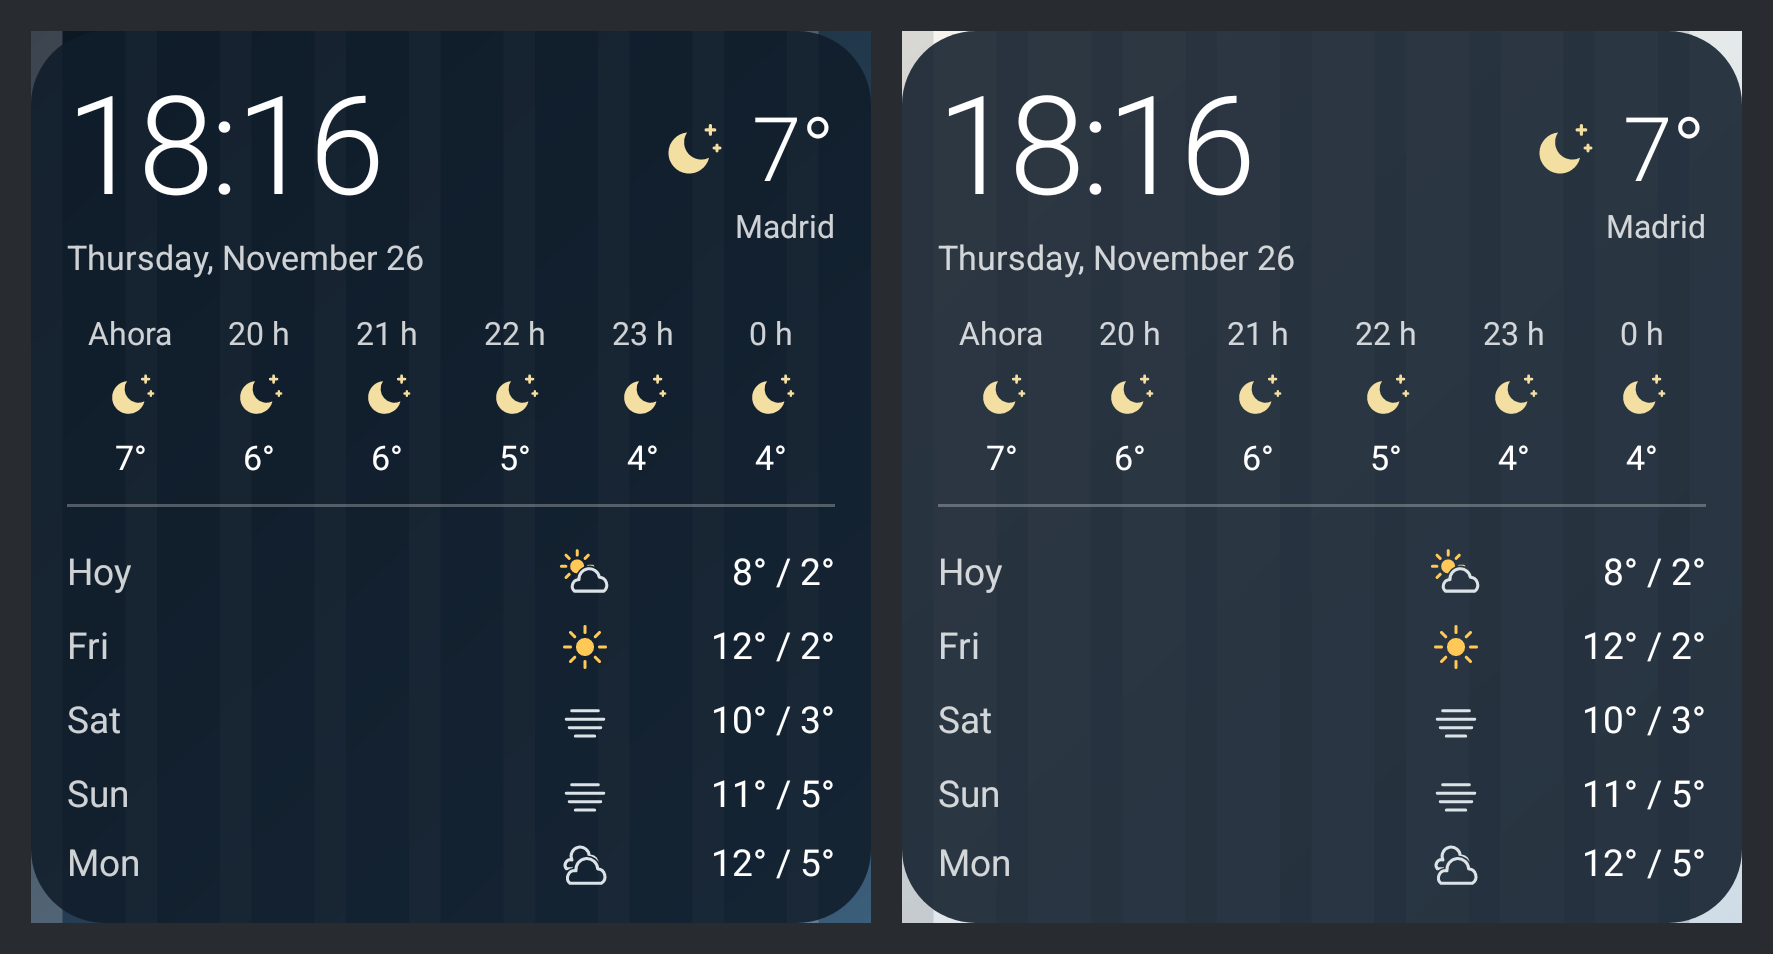 18:16
7°
Madrid
Thursday, November 26
Ahora 20 h 21 h 22 h 23 h 0 h
7° 6° 6° 5° 4° 4°
Hoy 8° / 2°
Fri 12° / 2°
Sat 10° / 3°
Sun 11° / 5°
Mon 12° / 5°
18:16
7°
Madrid
Thursday, November 26
Ahora 20 h 21 h 22 h 23 h 0 h
7° 6° 6° 5° 4° 4°
Hoy 8° / 2°
Fri 12° / 2°
Sat 10° / 3°
Sun 11° / 5°
Mon 12° / 5°